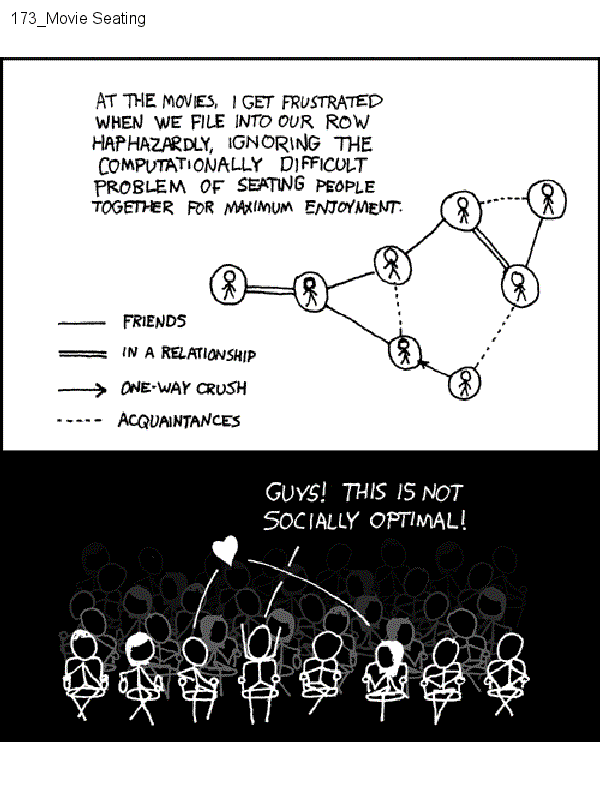 173_Movie Seating
AT THE MOVIES, I GET FRUSTRATED
WHEN WE FILE INTO OUR ROW
HAPHAZARDLY, IGNORING THE
COMPUTATIONALLY DIFFICULT
PROBLEM OF SEATING PEOPLE
TOGETHER FOR MAXIMUM ENJOYMENT.
FRIENDS
IN A RELATIONSHIP
ONE-WAY CRUSH
ACQUAINTANCES
GUYS! THIS IS NOT
SOCIALLY OPTIMAL!